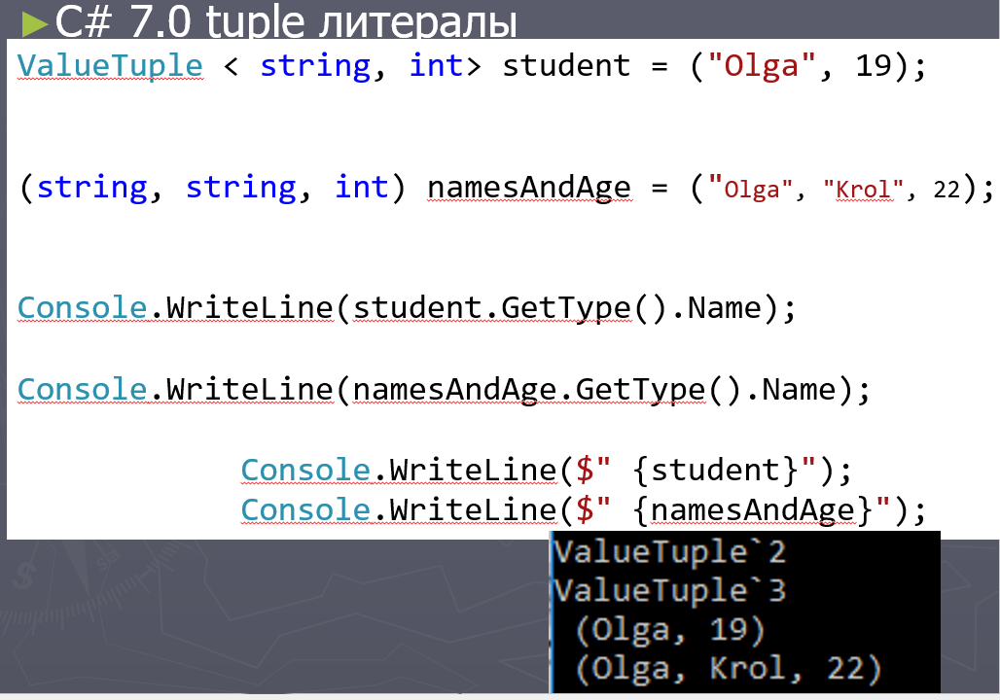 ►C# 7.0 tuple литералы
ValueTuple < string, int> student = ("Olga", 19);
(string, string, int) namesAndAge = ("Olga", "Krol", 22);
Console.WriteLine(student.GetType().Name);
Console.WriteLine(namesAndAge.GetType().Name);
Console.WriteLine($" {student}");
Console.WriteLine($" {namesAndAge}");
ValueTuple`2
ValueTuple`3
(Olga, 19)
(Olga, Krol, 22)